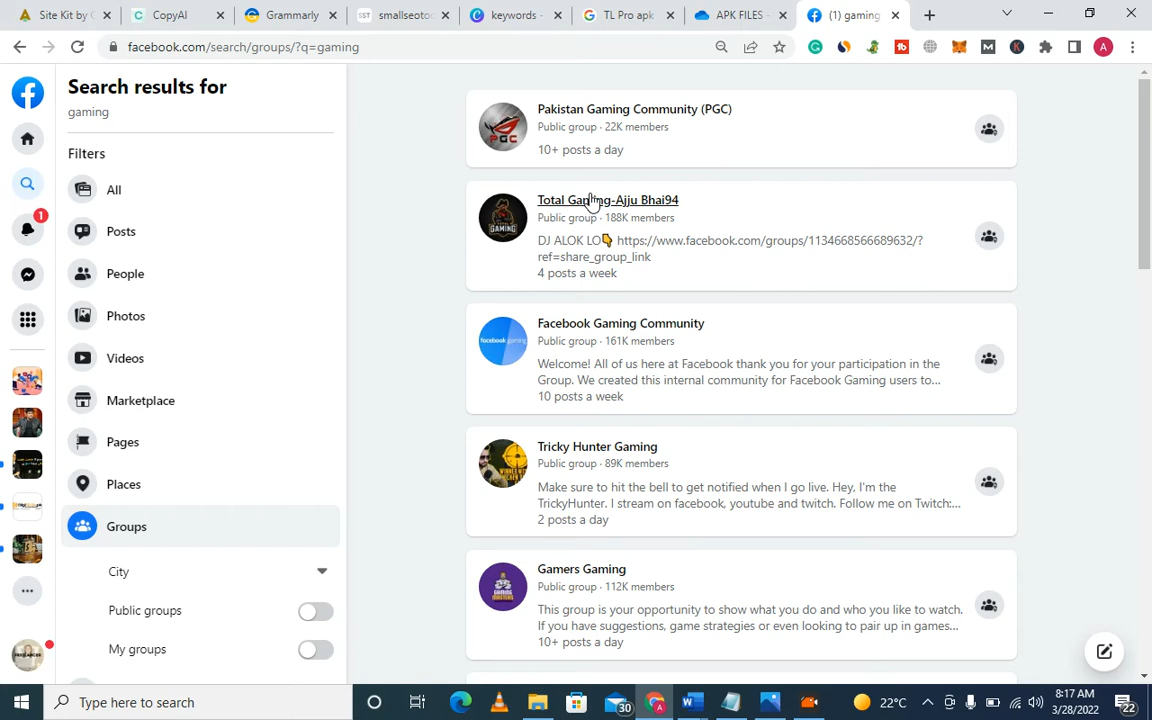 Site Kit by G
CopyAI
Grammarly
SST smallseotoo
keywords -
TL Pro apk
APK FILES -
(1) gaming
facebook.com/search/groups/?q=gaming
Search results for
gaming
Filters
All
Posts
People
Photos
Videos
Marketplace
Pages
Places
Groups
City
Public groups
My groups
1
PGC
Pakistan Gaming Community (PGC)
Public group · 22K members
10+ posts a day
Total Gaming-Ajju Bhai94
Public group · 188K members
DJ ALOK LO👇 https://www.facebook.com/groups/1134668566689632/?
ref=share_group_link
4 posts a week
facebook gaming
Facebook Gaming Community
Public group · 161K members
Welcome! All of us here at Facebook thank you for your participation in the
Group. We created this internal community for Facebook Gaming users to...
10 posts a week
Tricky Hunter Gaming
Public group · 89K members
Make sure to hit the bell to get notified when I go live. Hey, I'm the
TrickyHunter. I stream on facebook, youtube and twitch. Follow me on Twitch:...
2 posts a day
Gamers Gaming
Public group · 112K members
This group is your opportunity to show what you do and who you like to watch.
If you have suggestions, game strategies or even looking to pair up in games...
10+ posts a day
Type here to search
30
22°C
8:17 AM
3/28/2022
22